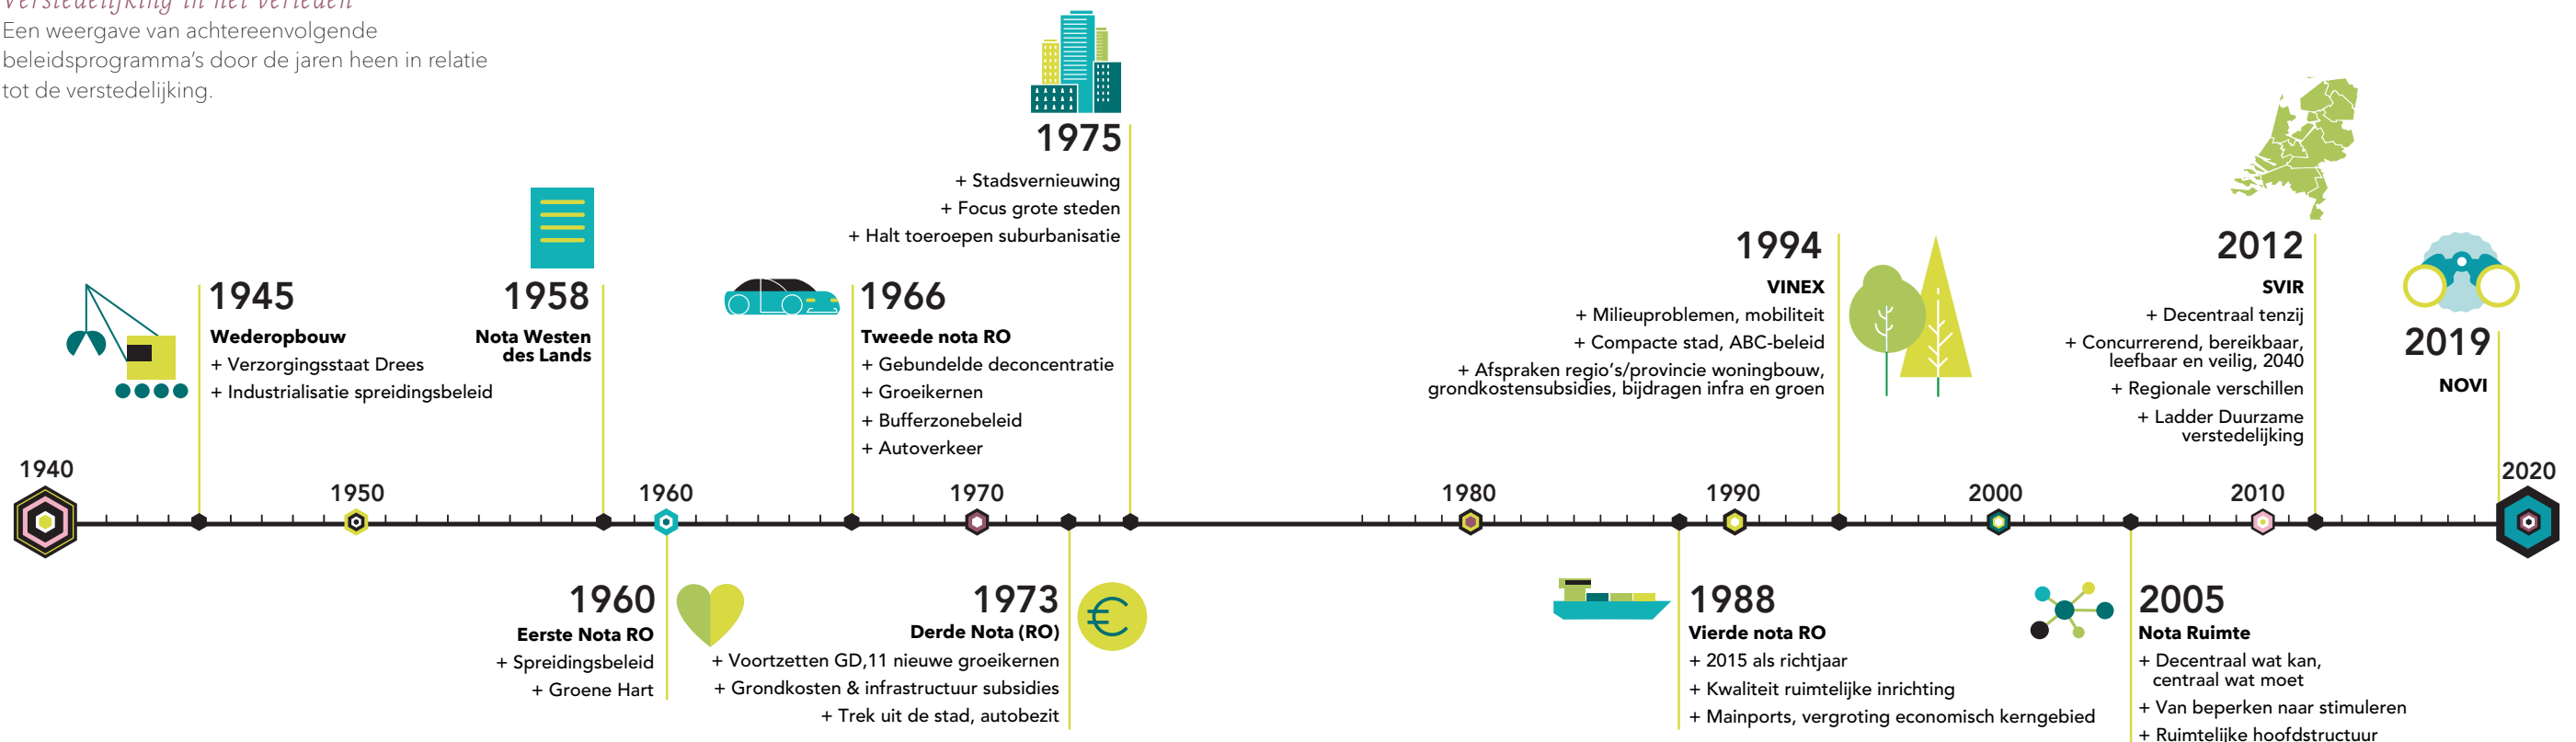 Verstedelijking in het verleden
Een weergave van achtereenvolgende
beleidsprogramma's door de jaren heen in relatie
tot de verstedelijking.
1945
Wederopbouw
+ Verzorgingsstaat Drees
+ Industrialisatie spreidingsbeleid
1958
Nota Westen
des Lands
1966
Tweede nota RO
+ Gebundelde deconcentratie
+ Groeikernen
+ Bufferzonebeleid
+ Autoverkeer
1975
+ Stadsvernieuwing
+ Focus grote steden
+ Halt toeroepen suburbanisatie
1994
VINEX
+ Milieuproblemen, mobiliteit
+ Compacte stad, ABC-beleid
+ Afspraken regio's/provincie woningbouw,
grondkostensubsidies, bijdragen infra en groen
2012
SVIR
+ Decentraal tenzij
+ Concurrerend, bereikbaar,
leefbaar en veilig, 2040
+ Regionale verschillen
+ Ladder Duurzame
verstedelijking
2019
NOVI
1940
1950
1960
1970
1980
1990
2000
2010
2020
1960
Eerste Nota RO
+ Spreidingsbeleid
+ Groene Hart
1973
Derde Nota (RO)
+ Voortzetten GD,11 nieuwe groeikernen
+ Grondkosten & infrastructuur subsidies
+ Trek uit de stad, autobezit
€
1988
Vierde nota RO
+ 2015 als richtjaar
+ Kwaliteit ruimtelijke inrichting
+ Mainports, vergroting economisch kerngebied
2005
Nota Ruimte
+ Decentraal wat kan,
centraal wat moet
+ Van beperken naar stimuleren
+ Ruimtelijke hoofdstructuur